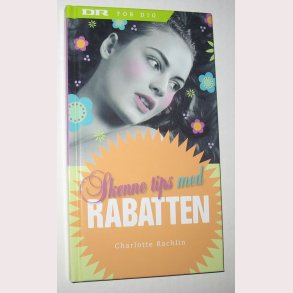 DR FOR DIG
Skønne tips med
RABATTEN
Charlotte Rachlin